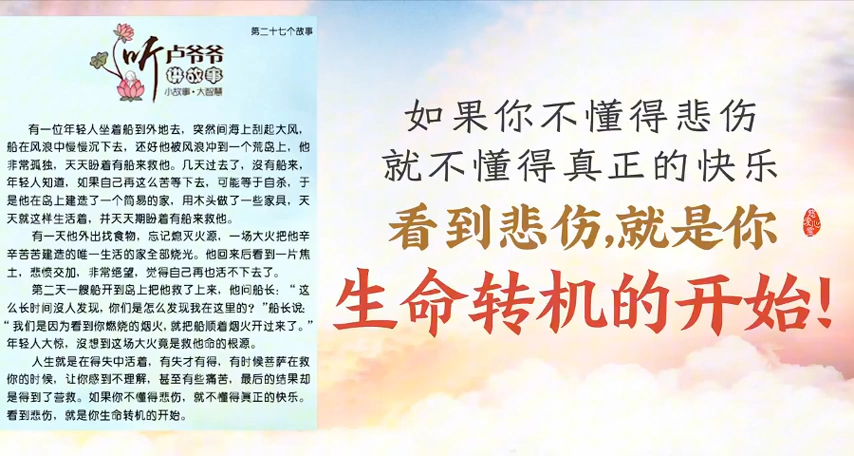 第二十七个故事
听 卢爷爷
讲故事
小故事·大智慧
有一位年轻人坐着船到外地去，突然间海上刮起大风，
船在风浪中慢慢沉下去，还好他被风浪冲到一个荒岛上，他
非常孤独，天天盼着有船来救他。几天过去了，没有船来，
年轻人知道，如果自己再这么苦等下去，可能等于自杀，于
是他在岛上建造了一个简易的家，用木头做了一些家具，天
天就这样生活着，并天天期盼着有船来救他。
有一天他外出找食物，忘记熄灭火源，一场大火把他辛
辛苦苦建造的唯一生活的家全部烧光。他回来后看到一片焦
土，悲愤交加，非常绝望，觉得自己再也活不下去了。
第二天一艘船开到岛上把他救了上来，他问船长：“这
么长时间沒人发现，你们是怎么发现我在这里的？”船长说：
“我们是因为看到你燃烧的烟火，就把船顺着烟火开过来了。”
年轻人大惊，沒想到这场大火竟是救他命的根源。
人生就是在得失中活着，有失才有得，有时候菩萨在救
你的时候，让你感到不理解，甚至有些痛苦，最后的结果却
是得到了营救。如果你不懂得悲伤，就不懂得真正的快乐。
看到悲伤，就是你生命转机的开始。
如果你不懂得悲伤
就不懂得真正的快乐
看到悲伤,就是你
生命转机的开始!